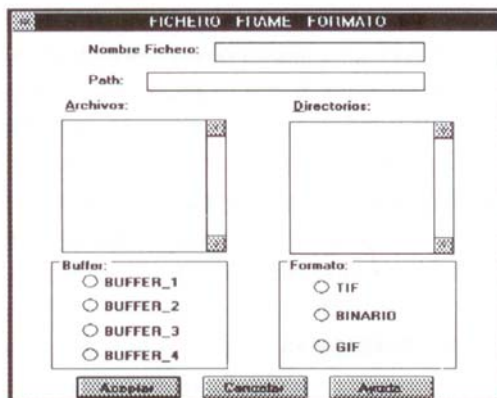 FICHERO FRAME FORMATO
Nombre Fichero:
Path:
Archivos:
Directorios:
Buffer:
BUFFER_1
BUFFER_2
BUFFER_3
BUFFER_4
Formato:
TIF
BINARIO
GIF
Aceptar
Cancelar
Ayuda